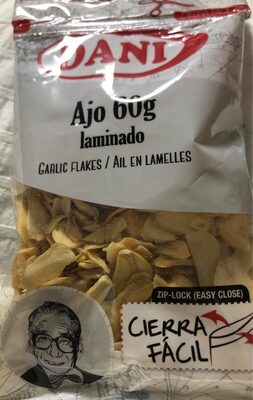 DANI
Ajo 60g
laminado
GARLIC FLAKES / AIL EN LAMELLES
ZIP-LOCK (EASY CLOSE)
CIERRA
FÁCIL